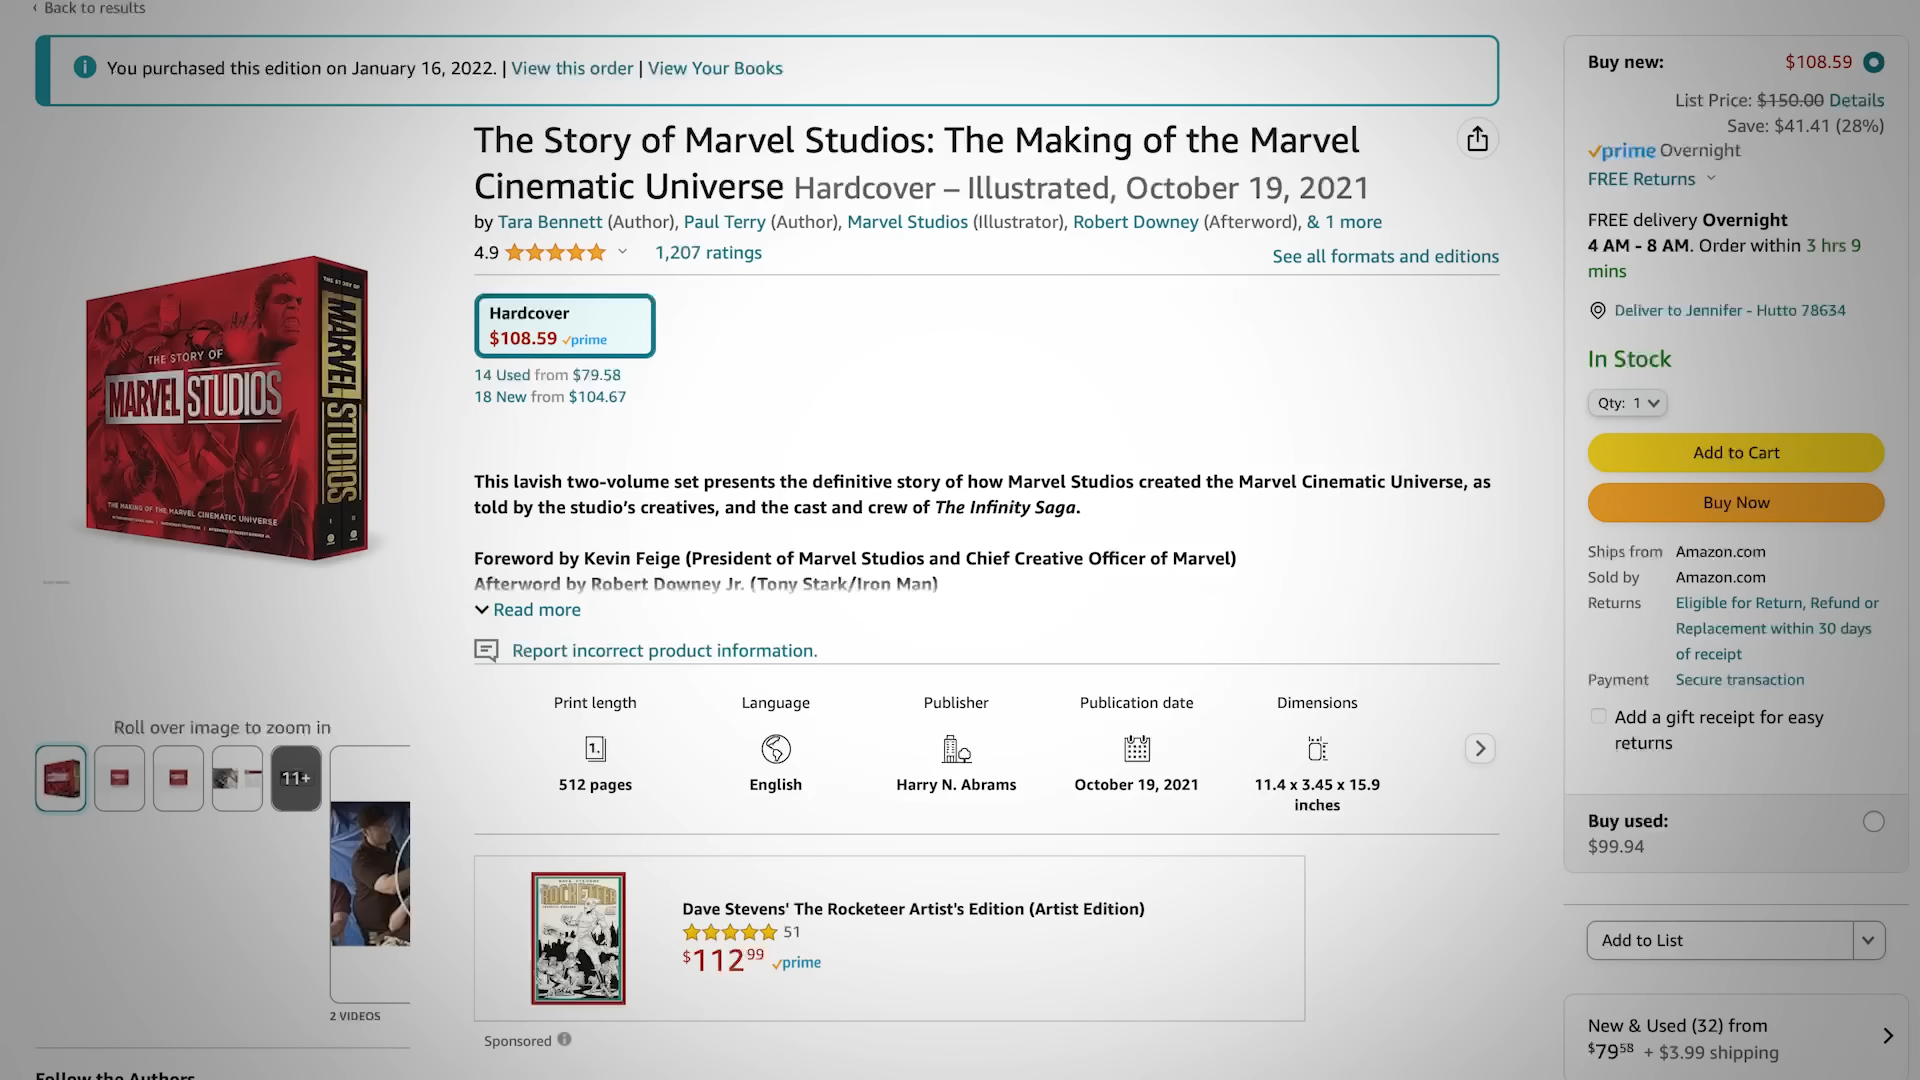 ‹ Back to results
You purchased this edition on January 16, 2022. | View this order | View Your Books
The Story of Marvel Studios: The Making of the Marvel
Cinematic Universe Hardcover – Illustrated, October 19, 2021
by Tara Bennett (Author), Paul Terry (Author), Marvel Studios (Illustrator), Robert Downey (Afterword), & 1 more
4.9 1,207 ratings
See all formats and editions
Hardcover
$108.59 prime
14 Used from $79.58
18 New from $104.67
This lavish two-volume set presents the definitive story of how Marvel Studios created the Marvel Cinematic Universe, as
told by the studio’s creatives, and the cast and crew of The Infinity Saga.
Foreword by Kevin Feige (President of Marvel Studios and Chief Creative Officer of Marvel)
Afterword by Robert Downey Jr. (Tony Stark/Iron Man)
Read more
Report incorrect product information.
Print length
1.
512 pages
Language
English
Publisher
Harry N. Abrams
Publication date
October 19, 2021
Dimensions
11.4 x 3.45 x 15.9
inches
THE STORY OF
MARVEL STUDIOS
THE MAKING OF THE MARVEL CINEMATIC UNIVERSE
THE STORY OF
MARVEL STUDIOS
I II
Roll over image to zoom in
11+
2 VIDEOS
Follow the Authors
ROCKETEER
Dave Stevens' The Rocketeer Artist's Edition (Artist Edition)
51
$112 99 prime
Sponsored
Buy new: $108.59
List Price: $150.00 Details
Save: $41.41 (28%)
prime Overnight
FREE Returns
FREE delivery Overnight
4 AM - 8 AM. Order within 3 hrs 9
mins
Deliver to Jennifer - Hutto 78634
In Stock
Qty: 1
Add to Cart
Buy Now
Ships from Amazon.com
Sold by Amazon.com
Returns Eligible for Return, Refund or
Replacement within 30 days
of receipt
Payment Secure transaction
Add a gift receipt for easy
returns
Buy used:
$99.94
Add to List
New & Used (32) from
$79 58 + $3.99 shipping